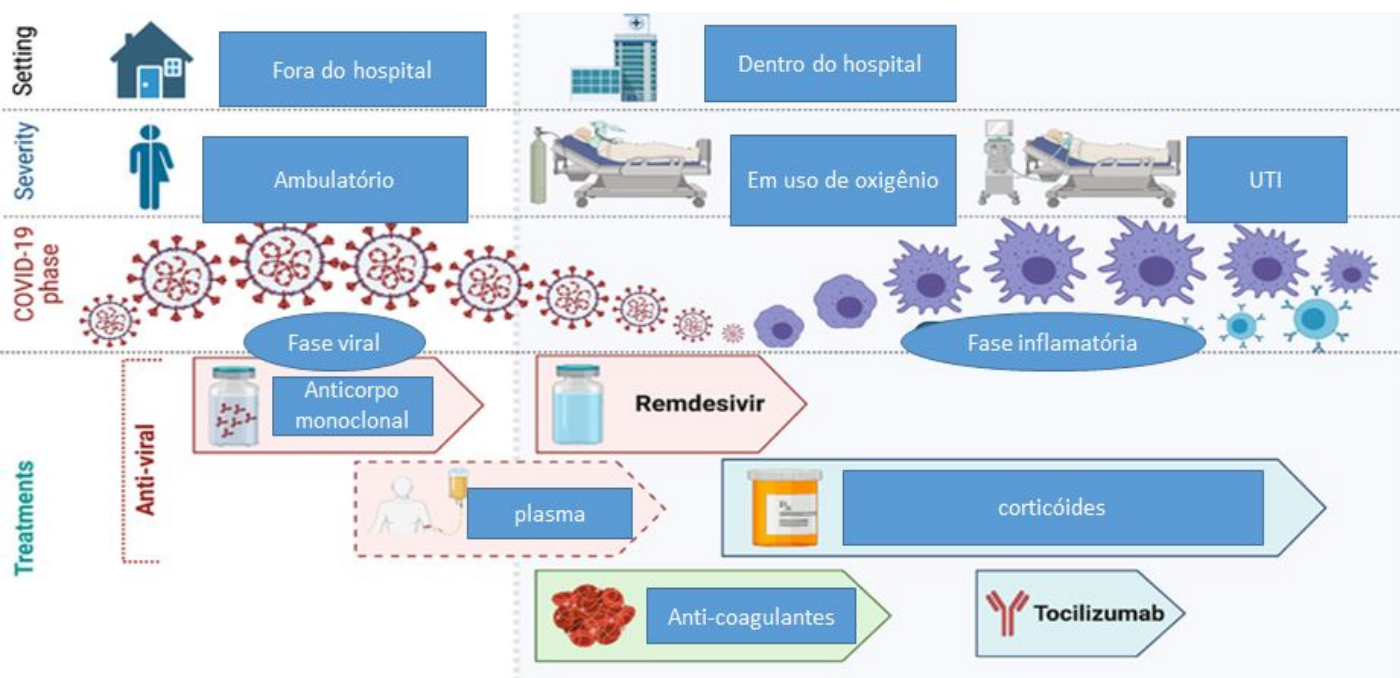 Setting
Fora do hospital
Dentro do hospital
Severity
Ambulatório
Em uso de oxigênio
UTI
COVID-19
phase
Fase viral
Fase inflamatória
Treatments
Anti-viral
Anticorpo
monoclonal
Remdesivir
plasma
corticóides
Anti-coagulantes
Tocilizumab